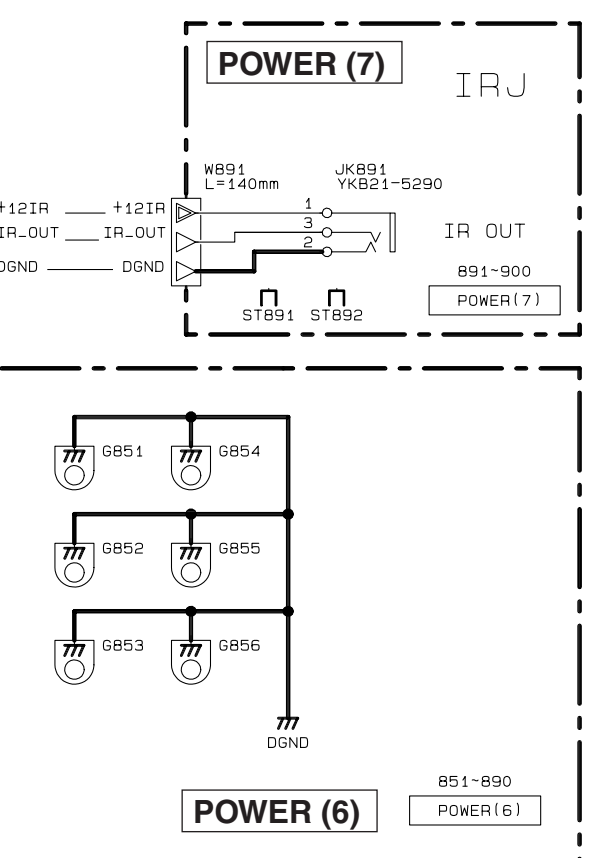 POWER (7)
IRJ
W891
L=140mm
JK891
YKB21-5290
+12IR
+12IR
1
IR_OUT
IR_OUT
3
IR OUT
DGND
DGND
2
891~900
POWER(7)
ST891
ST892
G851
G854
G852
G855
G853
G856
DGND
851~890
POWER(6)
POWER (6)